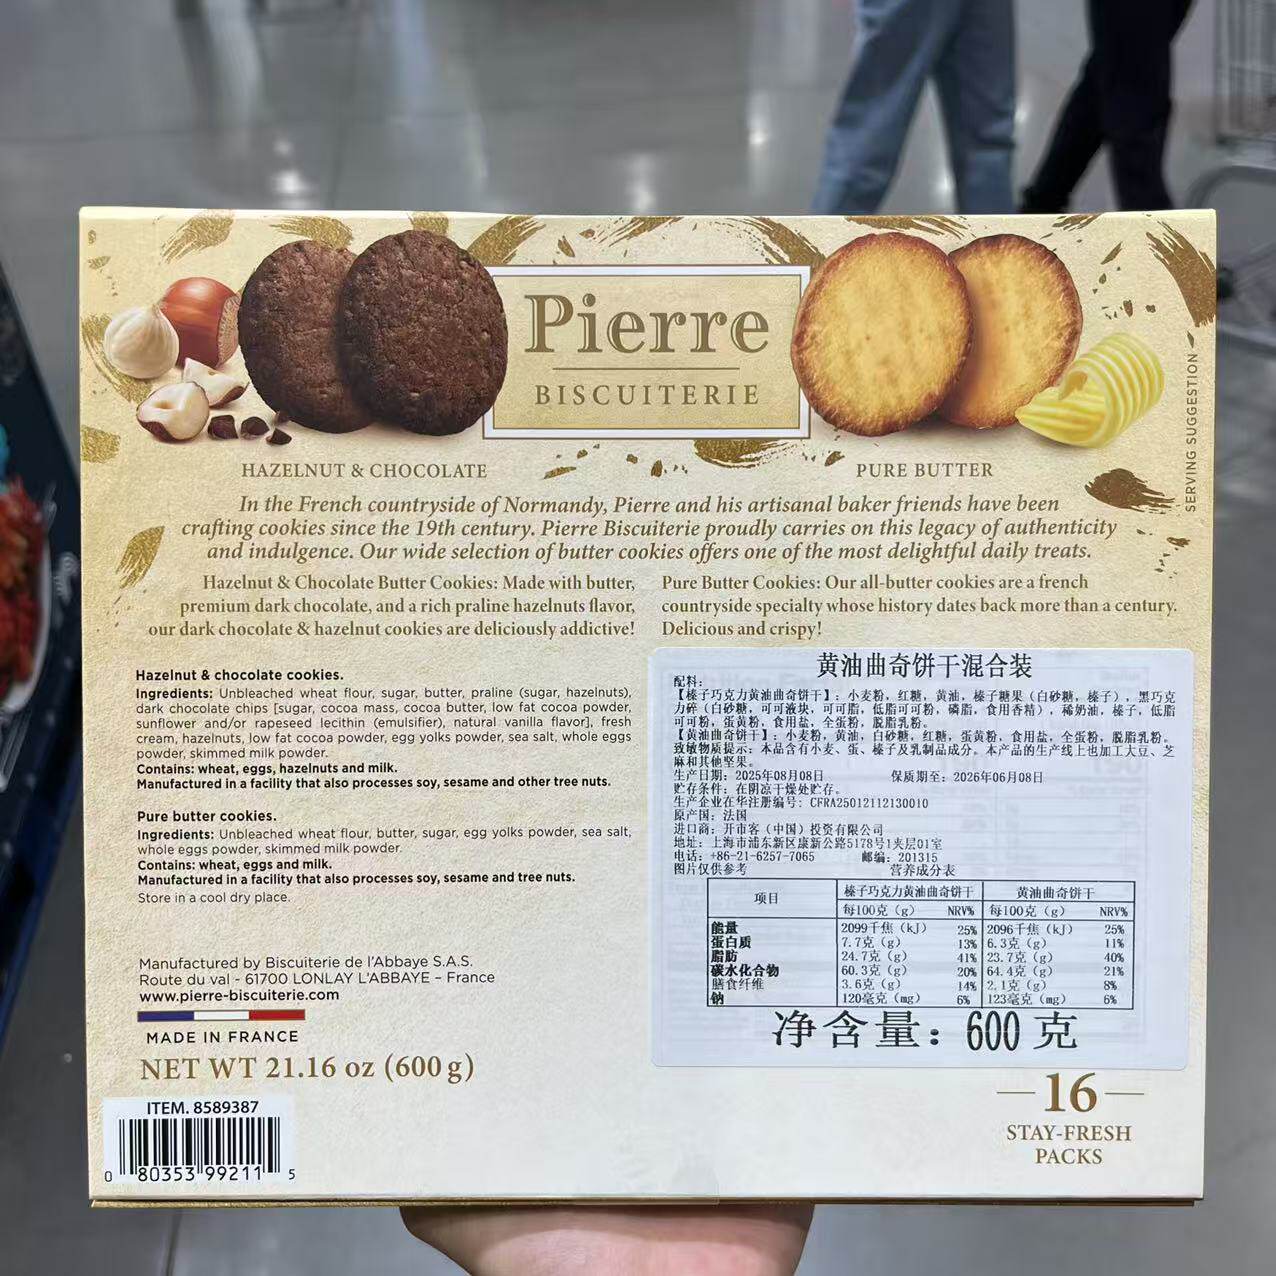 Pierre
BISCUITERIE
HAZELNUT & CHOCOLATE
PURE BUTTER
SERVING SUGGESTION
In the French countryside of Normandy, Pierre and his artisanal baker friends have been
crafting cookies since the 19th century. Pierre Biscuiterie proudly carries on this legacy of authenticity
and indulgence. Our wide selection of butter cookies offers one of the most delightful daily treats.
Hazelnut & Chocolate Butter Cookies: Made with butter,
premium dark chocolate, and a rich praline hazelnuts flavor,
our dark chocolate & hazelnut cookies are deliciously addictive!
Pure Butter Cookies: Our all-butter cookies are a french
countryside specialty whose history dates back more than a century.
Delicious and crispy!
Hazelnut & chocolate cookies.
Ingredients: Unbleached wheat flour, sugar, butter, praline (sugar, hazelnuts),
dark chocolate chips [sugar, cocoa mass, cocoa butter, low fat cocoa powder,
sunflower and/or rapeseed lecithin (emulsifier), natural vanilla flavor], fresh
cream, hazelnuts, low fat cocoa powder, egg yolks powder, sea salt, whole eggs
powder, skimmed milk powder.
Contains: wheat, eggs, hazelnuts and milk.
Manufactured in a facility that also processes soy, sesame and other tree nuts.
Pure butter cookies.
Ingredients: Unbleached wheat flour, butter, sugar, egg yolks powder, sea salt,
whole eggs powder, skimmed milk powder.
Contains: wheat, eggs and milk.
Manufactured in a facility that also processes soy, sesame and tree nuts.
Store in a cool dry place.
Manufactured by Biscuiterie de l'Abbaye S.A.S.
Route du val - 61700 LONLAY L'ABBAYE – France
www.pierre-biscuiterie.com
MADE IN FRANCE
NET WT 21.16 oz (600 g)
ITEM. 8589387
0 80353 99211 5
黄油曲奇饼干混合装
配料：
【榛子巧克力黄油曲奇饼干】：小麦粉，红糖，黄油，榛子糖果（白砂糖，榛子），黑巧克
力碎（白砂糖，可可液块，可可脂，低脂可可粉，磷脂，食用香精），稀奶油，榛子，低脂
可可粉，蛋黄粉，食用盐，全蛋粉，脱脂乳粉。
【黄油曲奇饼干】：小麦粉，黄油，白砂糖，红糖，蛋黄粉，食用盐，全蛋粉，脱脂乳粉。
致敏物质提示：本品含有小麦、蛋、榛子及乳制品成分。本产品的生产线上也加工大豆、芝
麻和其他坚果。
生产日期：2025年08月08日 保质期至：2026年06月08日
贮存条件：在阴凉干燥处贮存。
生产企业在华注册编号：CFRA25012112130010
原产国：法国
进口商：开市客（中国）投资有限公司
地址：上海市浦东新区康新公路5178号1夹层01室
电话：+86-21-6257-7065 邮编：201315
图片仅供参考 营养成分表
项目 榛子巧克力黄油曲奇饼干 黄油曲奇饼干
每100克（g） NRV% 每100克（g） NRV%
能量 2099千焦（kJ） 25% 2096千焦（kJ） 25%
蛋白质 7.7克（g） 13% 6.3克（g） 11%
脂肪 24.7克（g） 41% 23.7克（g） 40%
碳水化合物 60.3克（g） 20% 64.4克（g） 21%
膳食纤维 3.6克（g） 14% 2.1克（g） 8%
钠 120毫克（mg） 6% 123毫克（mg） 6%
净含量：600 克
16
STAY-FRESH
PACKS